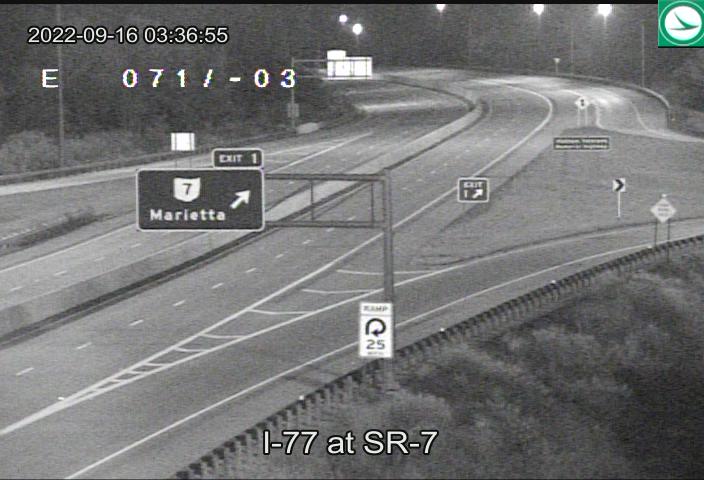 2022-09-16 03:36:55
E 071/-03
EXIT 1
7
Marietta
EXIT
1
RAMP
25
I-77 at SR-7